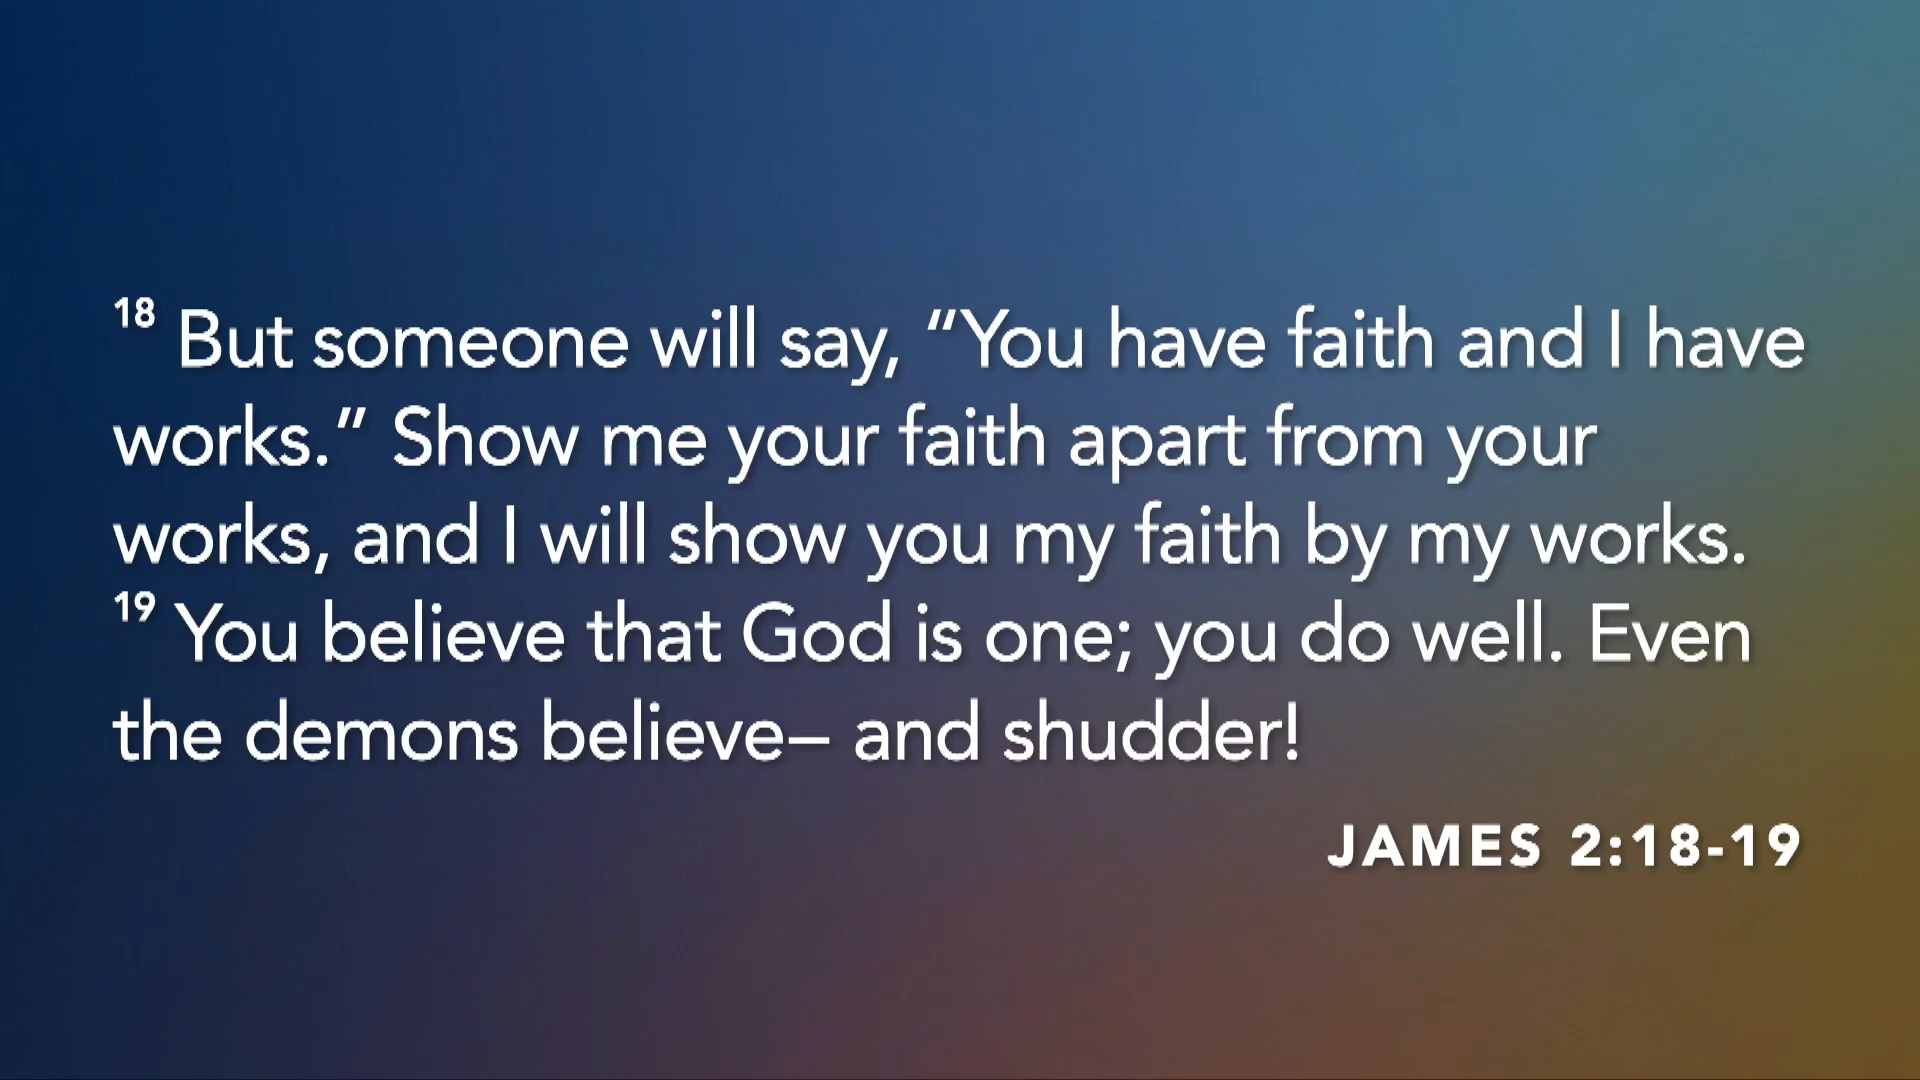 18 But someone will say, “You have faith and I have
works.” Show me your faith apart from your
works, and I will show you my faith by my works.
19 You believe that God is one; you do well. Even
the demons believe— and shudder!
JAMES 2:18-19